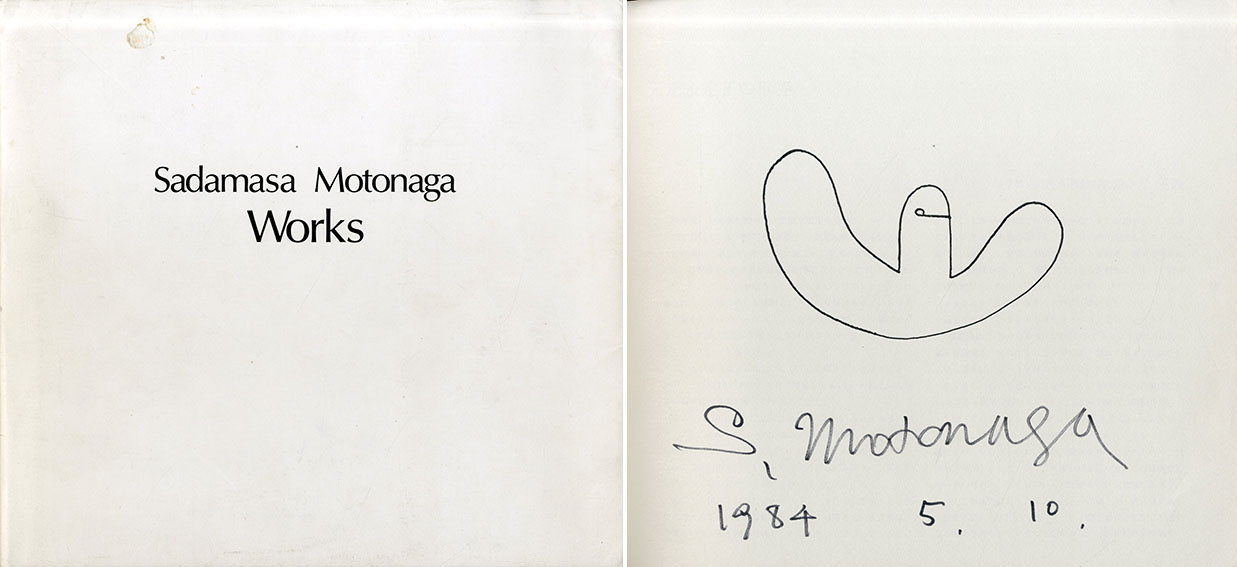 Sadamasa Motonaga
Works
S, Motonaga
1984 5. 10.